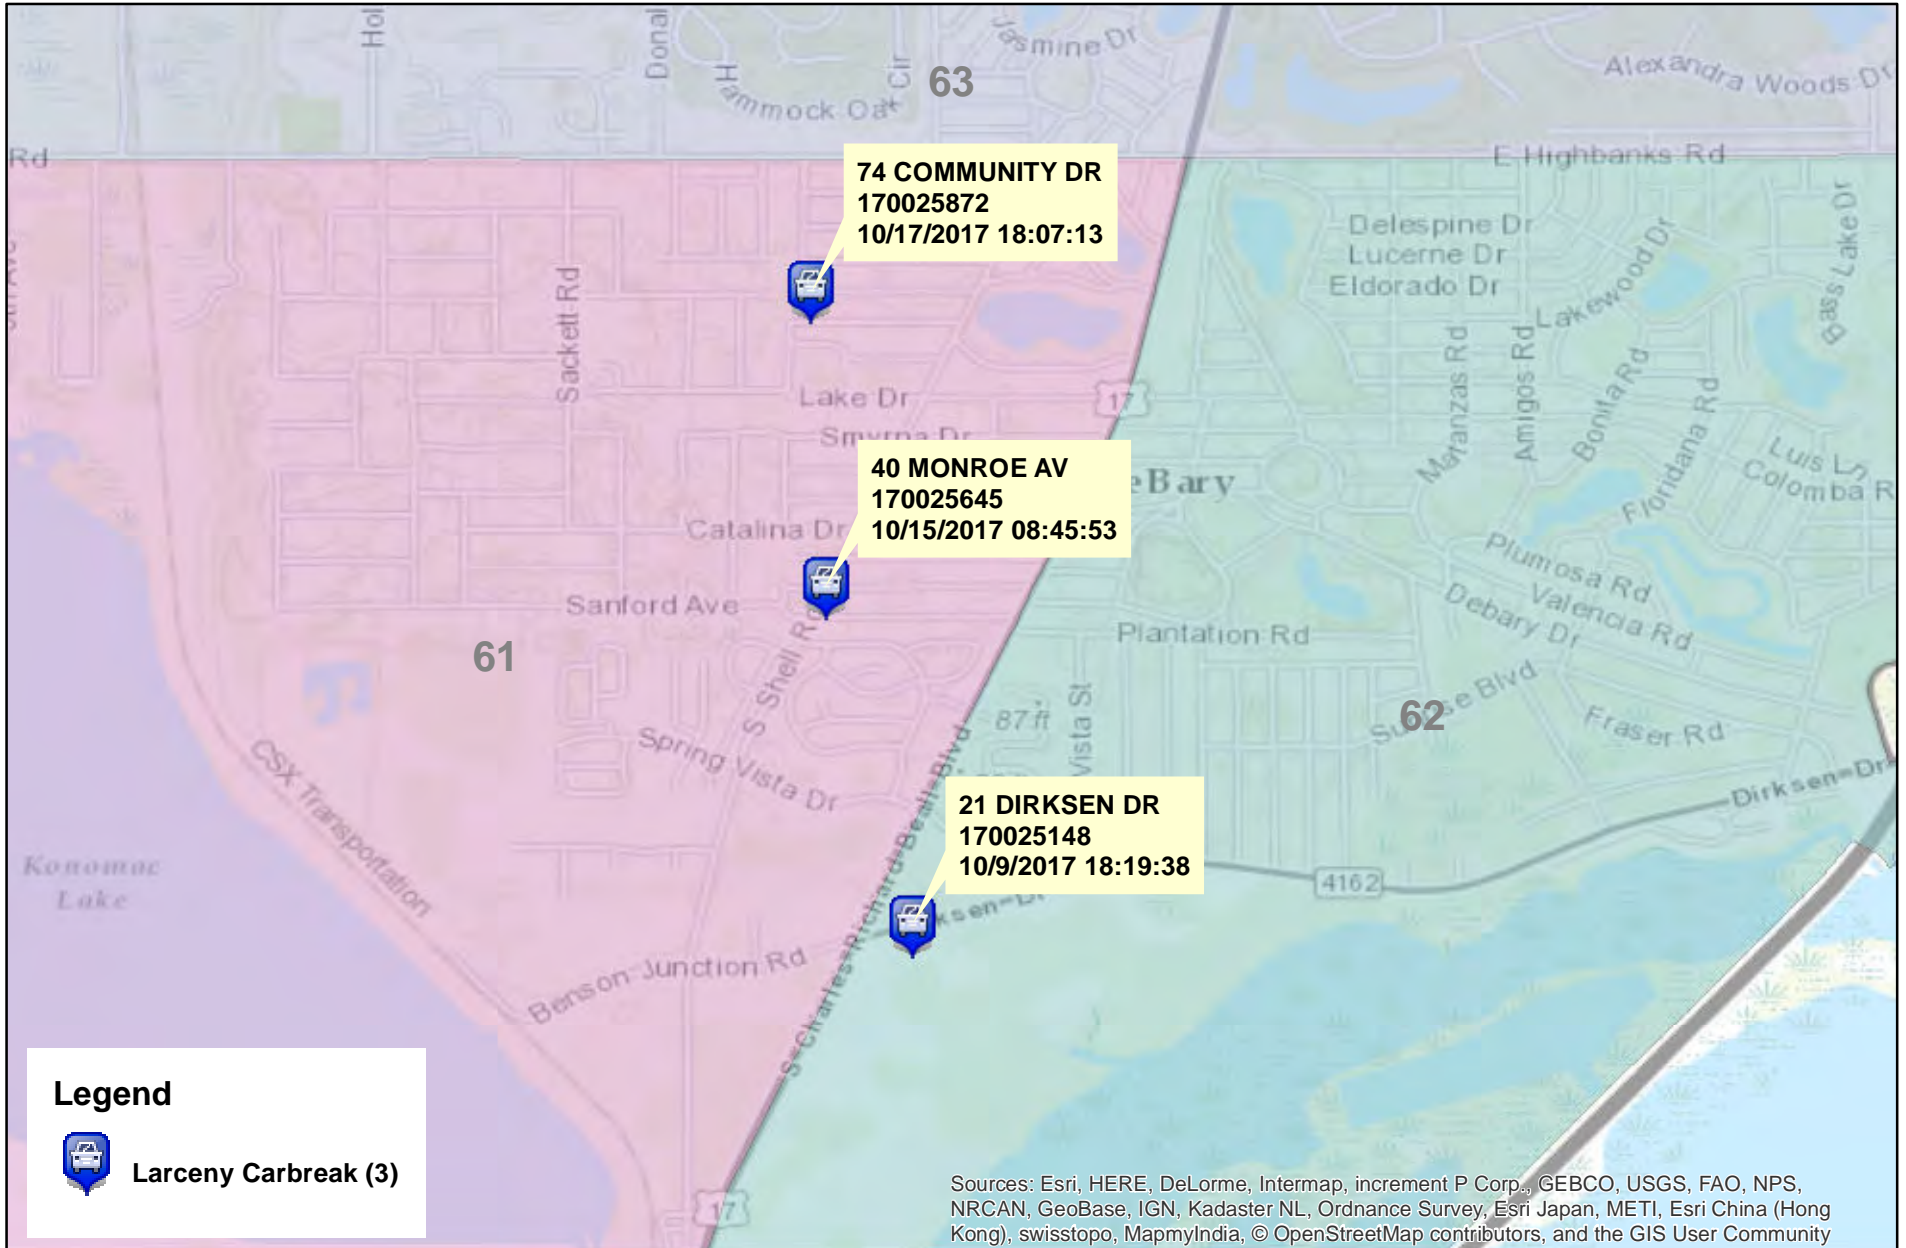 Hol
Donal
Hammock Oak Cir
Jasmine Dr
63
Alexandra Woods Dr
Rd
E Highbanks Rd
74 COMMUNITY DR
170025872
10/17/2017 18:07:13
Delespine Dr
Lucerne Dr
Eldorado Dr
Lakewood Dr
Bass Lake Dr
Sackett Rd
Matanzas Rd
Amigos Rd
Bonita Rd
Floridana Rd
Lake Dr
17
Smyrna Dr
Luis Ln
Colomba R
40 MONROE AV
170025645
10/15/2017 08:45:53
eBary
Catalina Dr
Plumosa Rd
Valencia Rd
Debary Dr
Sanford Ave
Plantation Rd
61
S Shell Rd
87 ft
Vista St
62
Fraser Rd
Spring Vista Dr
CSX Transportation
S Charles Richard Beall Blvd
21 DIRKSEN DR
170025148
10/9/2017 18:19:38
Dirksen Dr
4162
Konomac
Lake
ksen Dr
Benson Junction Rd
Legend
Larceny Carbreak (3)
17
Sources: Esri, HERE, DeLorme, Intermap, increment P Corp., GEBCO, USGS, FAO, NPS,
NRCAN, GeoBase, IGN, Kadaster NL, Ordnance Survey, Esri Japan, METI, Esri China (Hong
Kong), swisstopo, MapmyIndia, © OpenStreetMap contributors, and the GIS User Community